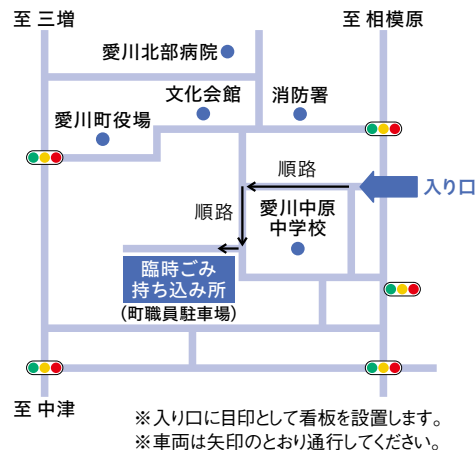 至 三増
至 相模原
愛川北部病院
文化会館
消防署
愛川町役場
順路
入り口
順路
愛川中原
中学校
臨時ごみ
持ち込み所
(町職員駐車場)
至 中津
※入り口に目印として看板を設置します。
※車両は矢印のとおり通行してください。